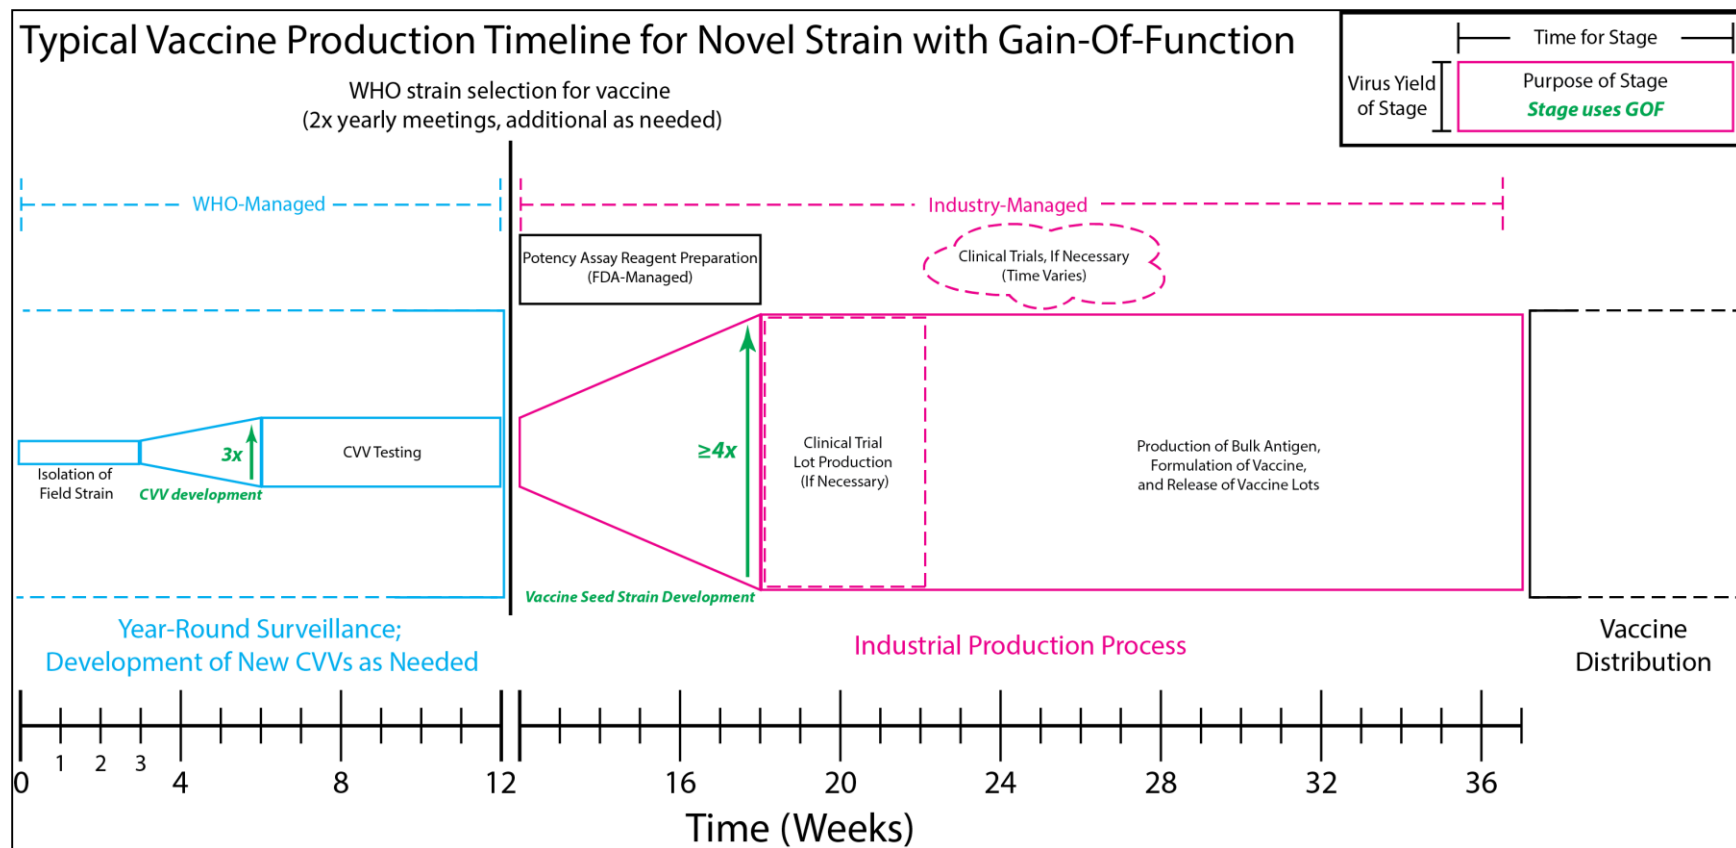 Typical Vaccine Production Timeline for Novel Strain with Gain-Of-Function
Time for Stage
Virus Yield
of Stage
Purpose of Stage
Stage uses GOF
WHO strain selection for vaccine
(2x yearly meetings, additional as needed)
WHO-Managed
Industry-Managed
Potency Assay Reagent Preparation
(FDA-Managed)
Clinical Trials, If Necessary
(Time Varies)
Isolation of
Field Strain
CVV development
3x
CVV Testing
≥4x
Vaccine Seed Strain Development
Clinical Trial
Lot Production
(If Necessary)
Production of Bulk Antigen,
Formulation of Vaccine,
and Release of Vaccine Lots
Year-Round Surveillance;
Development of New CVVs as Needed
Industrial Production Process
Vaccine
Distribution
0 1 2 3 4 8 12 16 20 24 28 32 36
Time (Weeks)